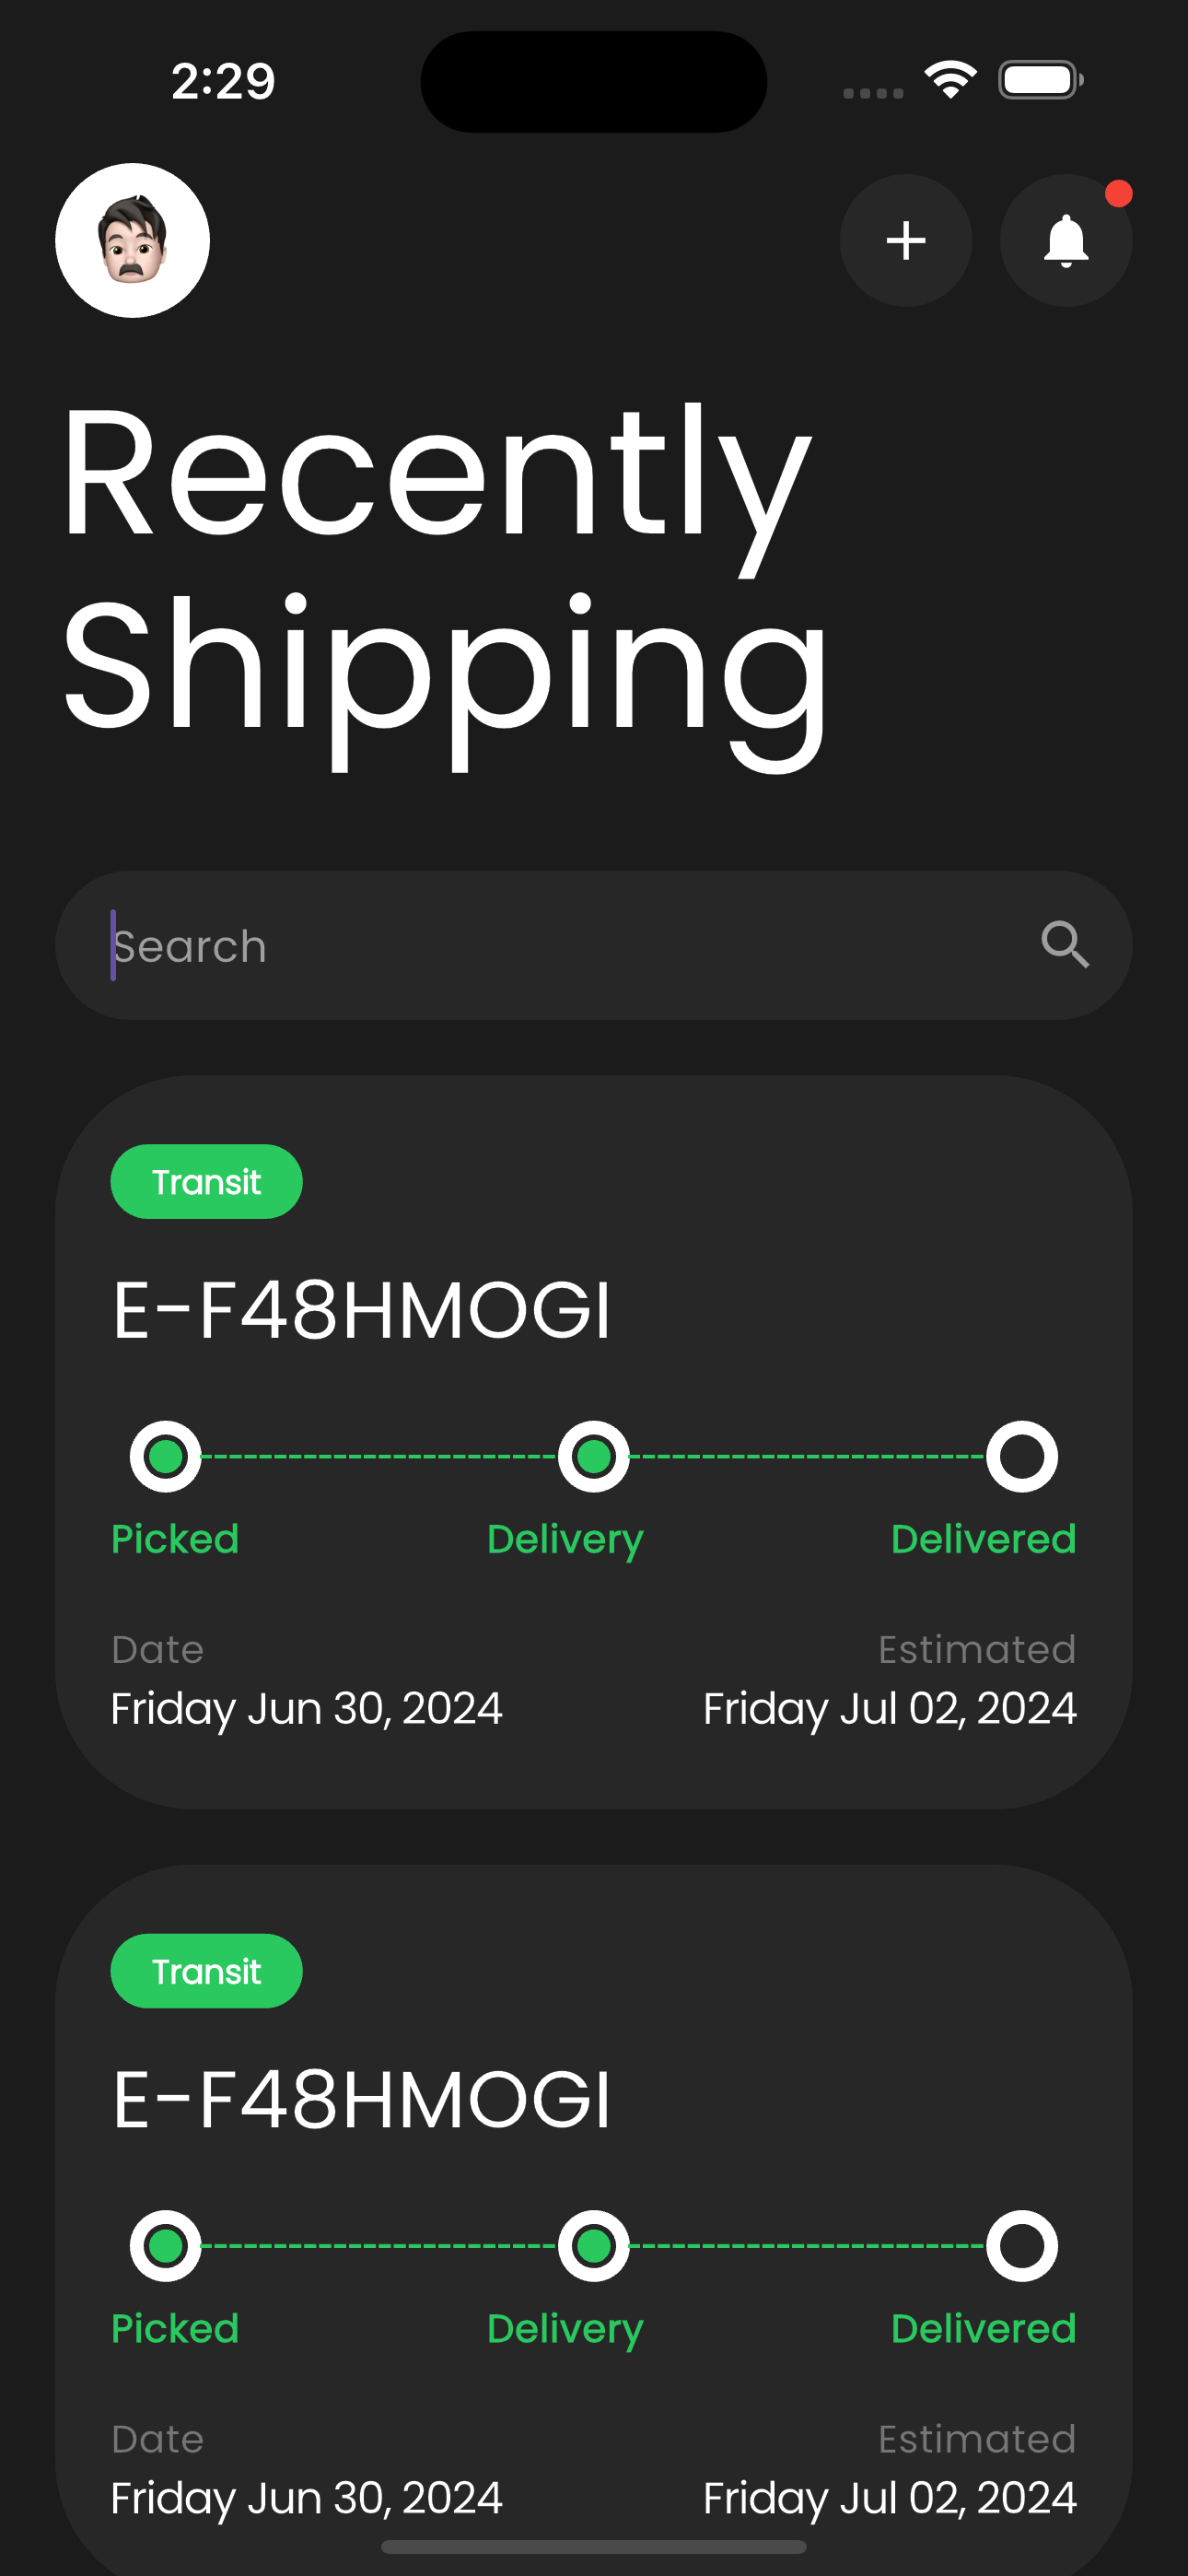 2:29
Recently
Shipping
Search
Transit
E-F48HMOGI
Picked Delivery Delivered
Date Estimated
Friday Jun 30, 2024 Friday Jul 02, 2024
Transit
E-F48HMOGI
Picked Delivery Delivered
Date Estimated
Friday Jun 30, 2024 Friday Jul 02, 2024